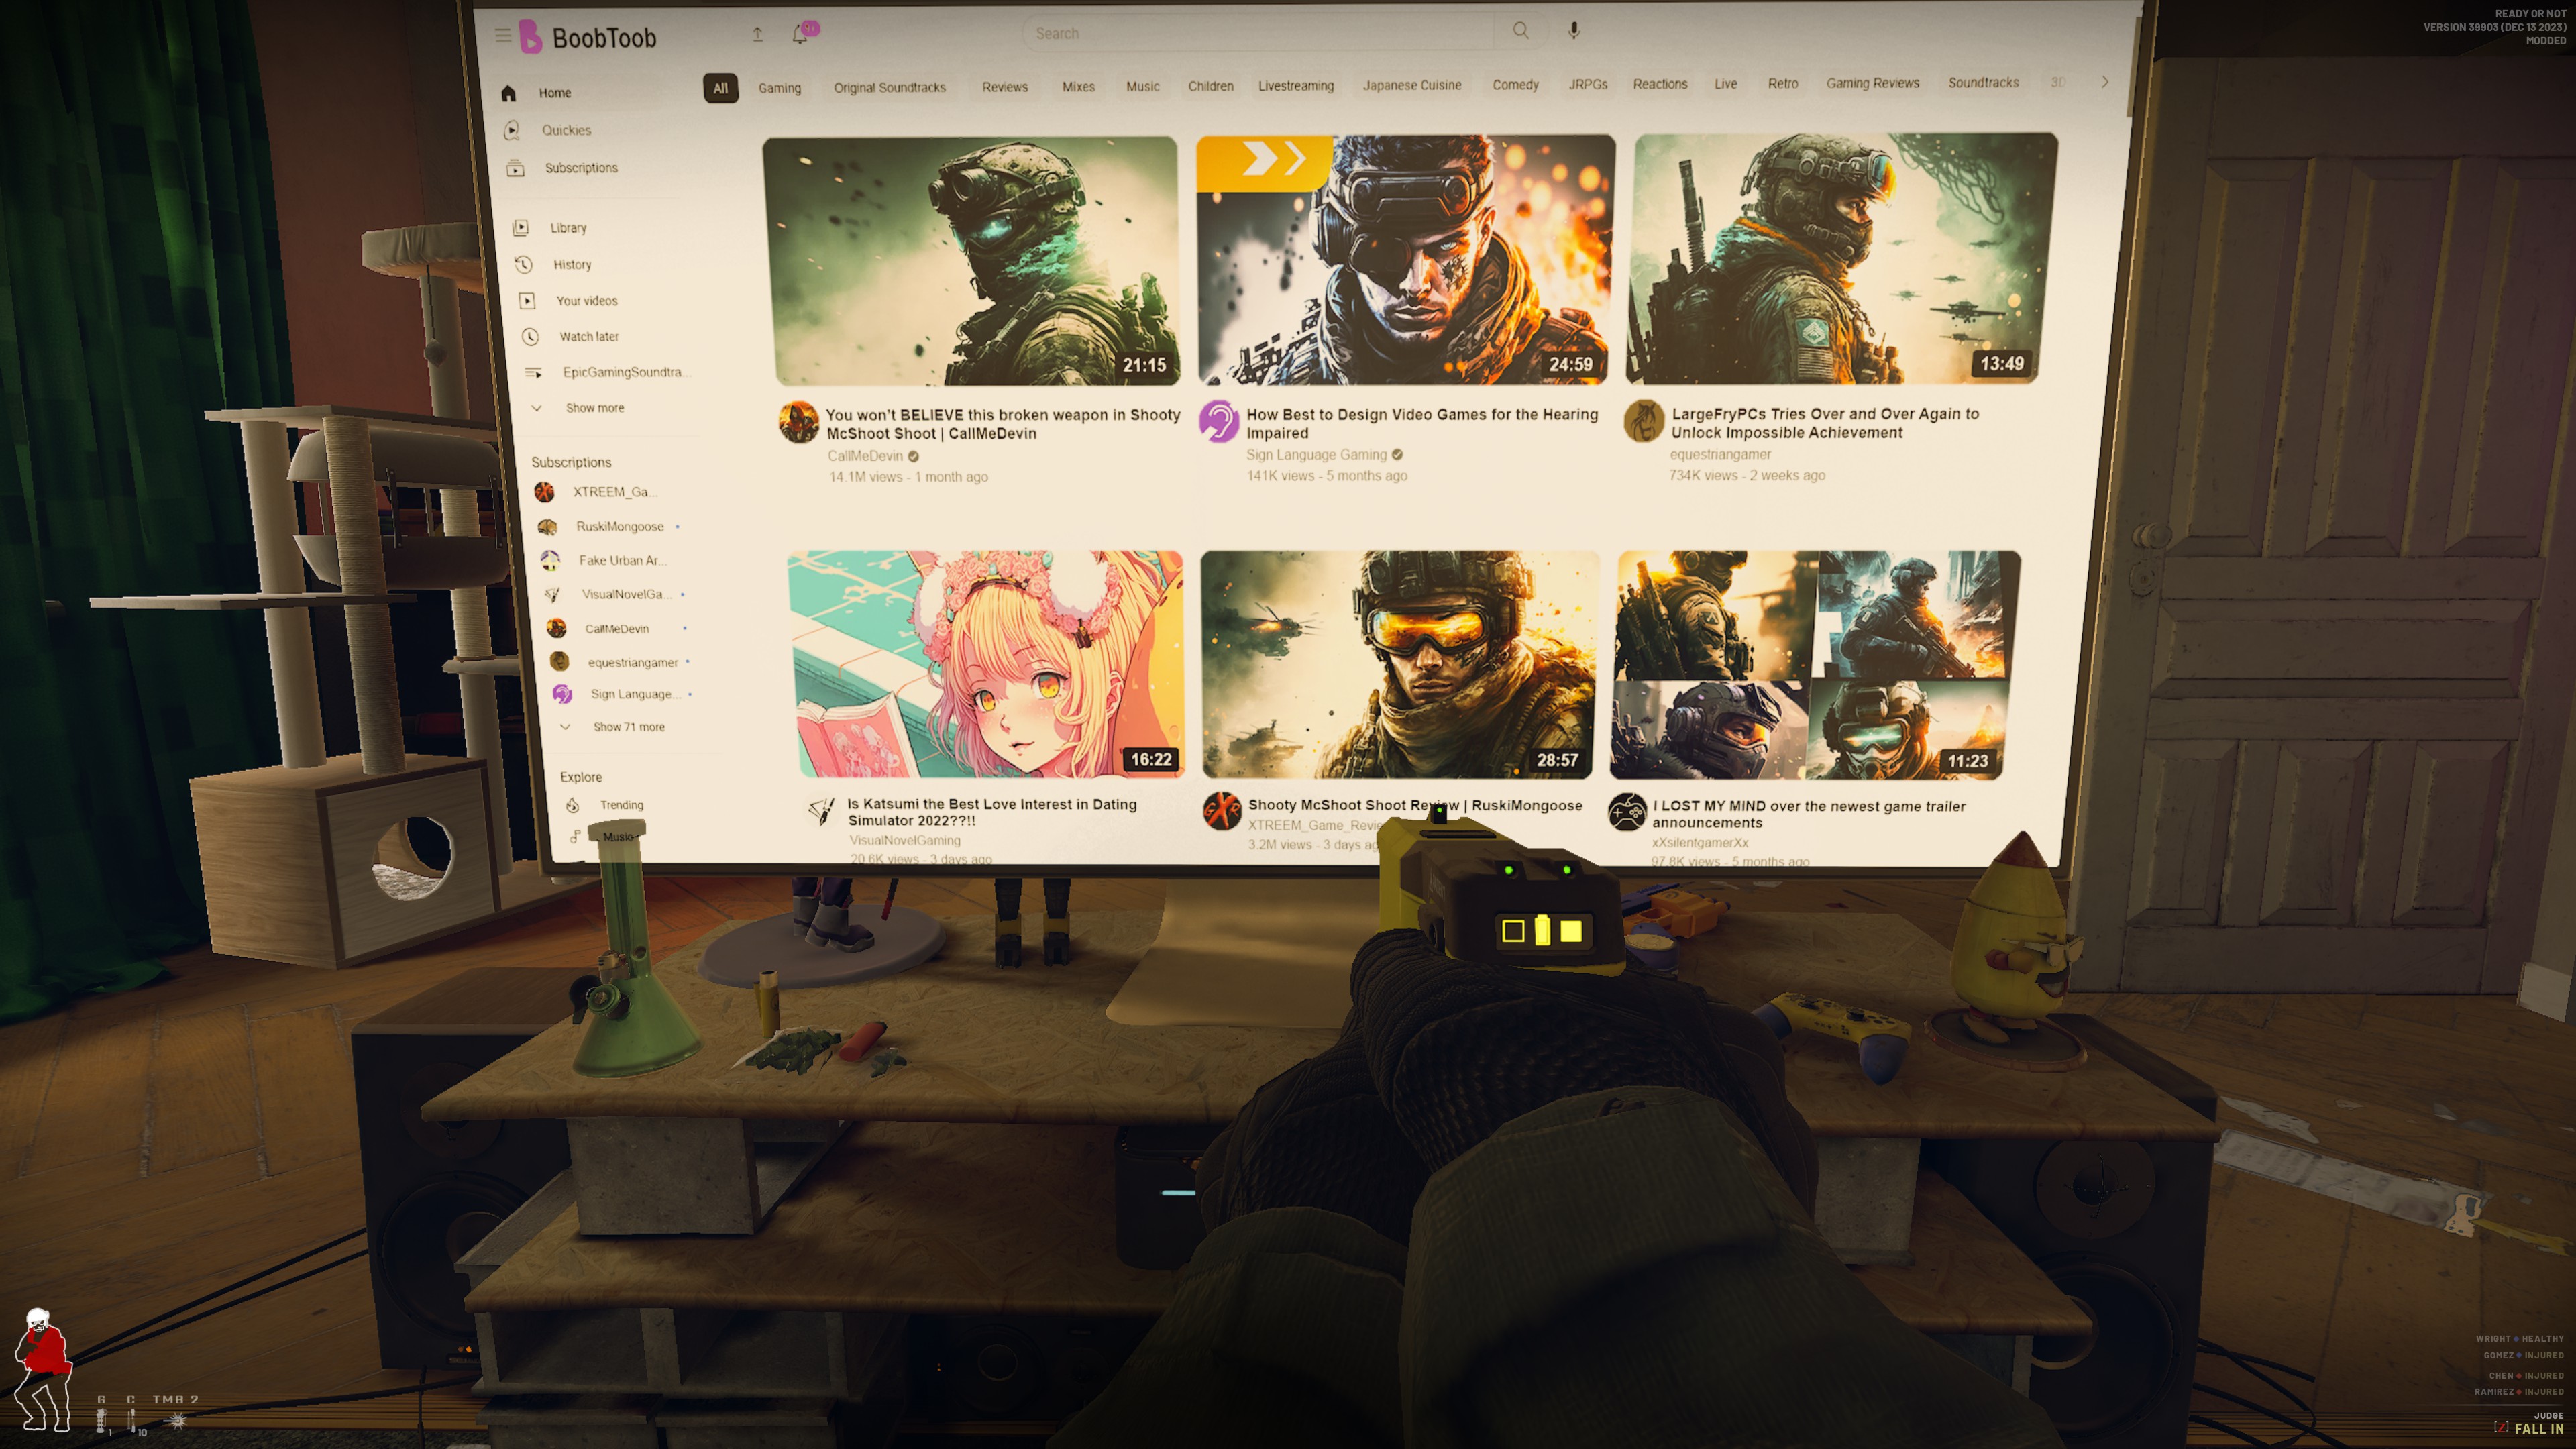 READY OR NOT
VERSION 39903 (DEC 13 2023)
MODDED
BoobToob
Search
Home
Quickies
Subscriptions
Library
History
Your videos
Watch later
EpicGamingSoundtra...
Show more
Subscriptions
XTREEM_Ga...
RuskiMongoose
Fake Urban Ar...
VisualNovelGa...
CallMeDevin
equestriangamer
Sign Language...
Show 71 more
Explore
Trending
Music
All Gaming Original Soundtracks Reviews Mixes Music Children Livestreaming Japanese Cuisine Comedy JRPGs Reactions Live Retro Gaming Reviews Soundtracks 3D
21:15
You won't BELIEVE this broken weapon in Shooty
McShoot Shoot | CallMeDevin
CallMeDevin
14.1M views - 1 month ago
24:59
How Best to Design Video Games for the Hearing
Impaired
Sign Language Gaming
141K views - 5 months ago
13:49
LargeFryPCs Tries Over and Over Again to
Unlock Impossible Achievement
equestriangamer
734K views - 2 weeks ago
16:22
Is Katsumi the Best Love Interest in Dating
Simulator 2022??!!
VisualNovelGaming
20.6K views - 3 days ago
28:57
Shooty McShoot Shoot Review | RuskiMongoose
XTREEM_Game_Revie
3.2M views - 3 days ag
11:23
I LOST MY MIND over the newest game trailer
announcements
xXsilentgamerXx
97.8K views - 5 months ago
G C TMB 2
1 10
WRIGHT HEALTHY
GOMEZ INJURED
CHEN INJURED
RAMIREZ INJURED
JUDGE
[Z] FALL IN